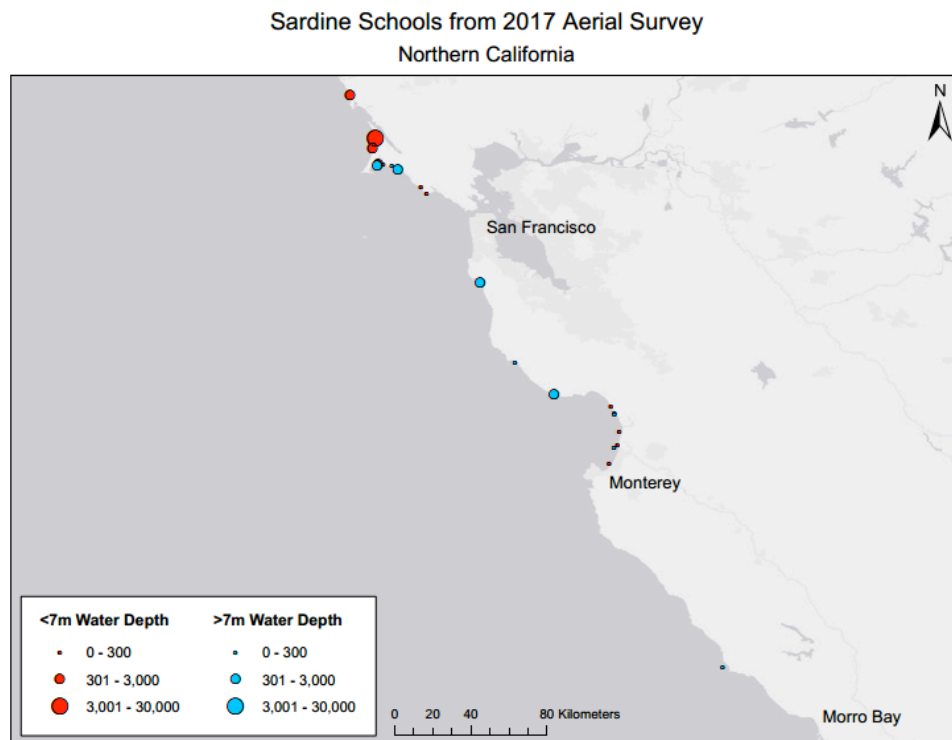 Sardine Schools from 2017 Aerial Survey
Northern California
N
San Francisco
Monterey
Morro Bay
<7m Water Depth >7m Water Depth
0 - 300 0 - 300
301 - 3,000 301 - 3,000
3,001 - 30,000 3,001 - 30,000
0 20 40 80 Kilometers